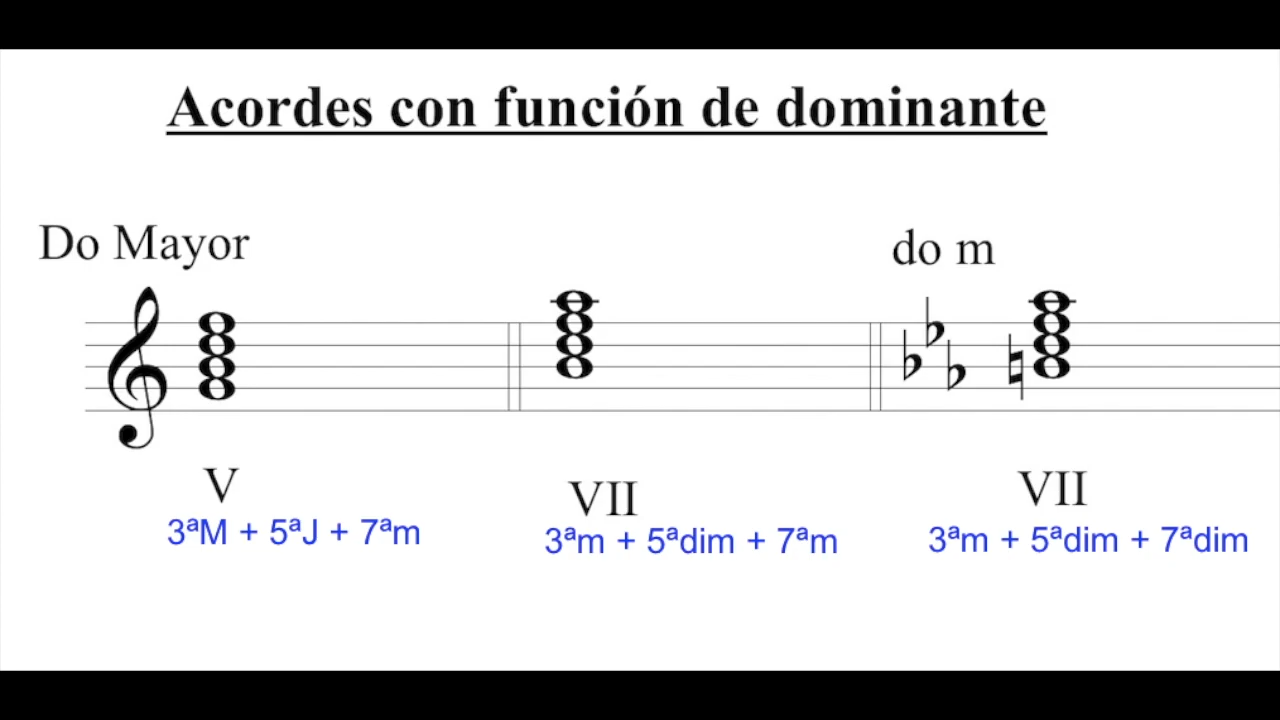 Acordes con función de dominante
Do Mayor
do m
V
VII
VII
3ªM + 5ªJ + 7ªm
3ªm + 5ªdim + 7ªm
3ªm + 5ªdim + 7ªdim